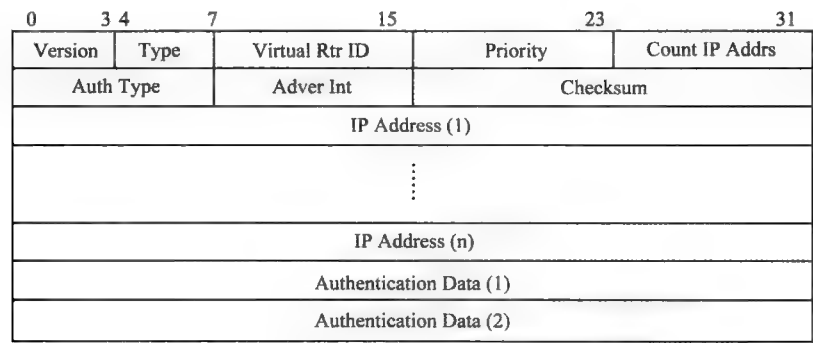 0 3 4 7 15 23 31
Version Type Virtual Rtr ID Priority Count IP Addrs
Auth Type Adver Int Checksum
IP Address (1)
IP Address (n)
Authentication Data (1)
Authentication Data (2)